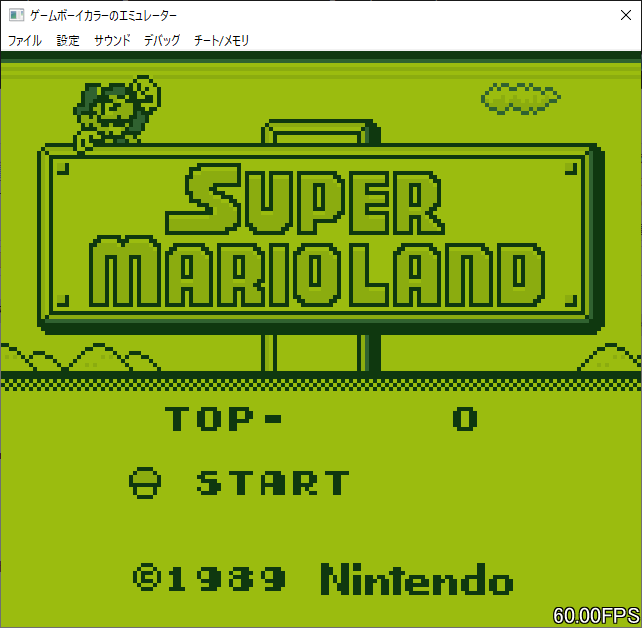 ゲームボーイカラーのエミュレーター
ファイル 設定 サウンド デバッグ チート/メモリ
SUPER
MARIOLAND
TOP- 0
START
©1989 Nintendo
60.00FPS